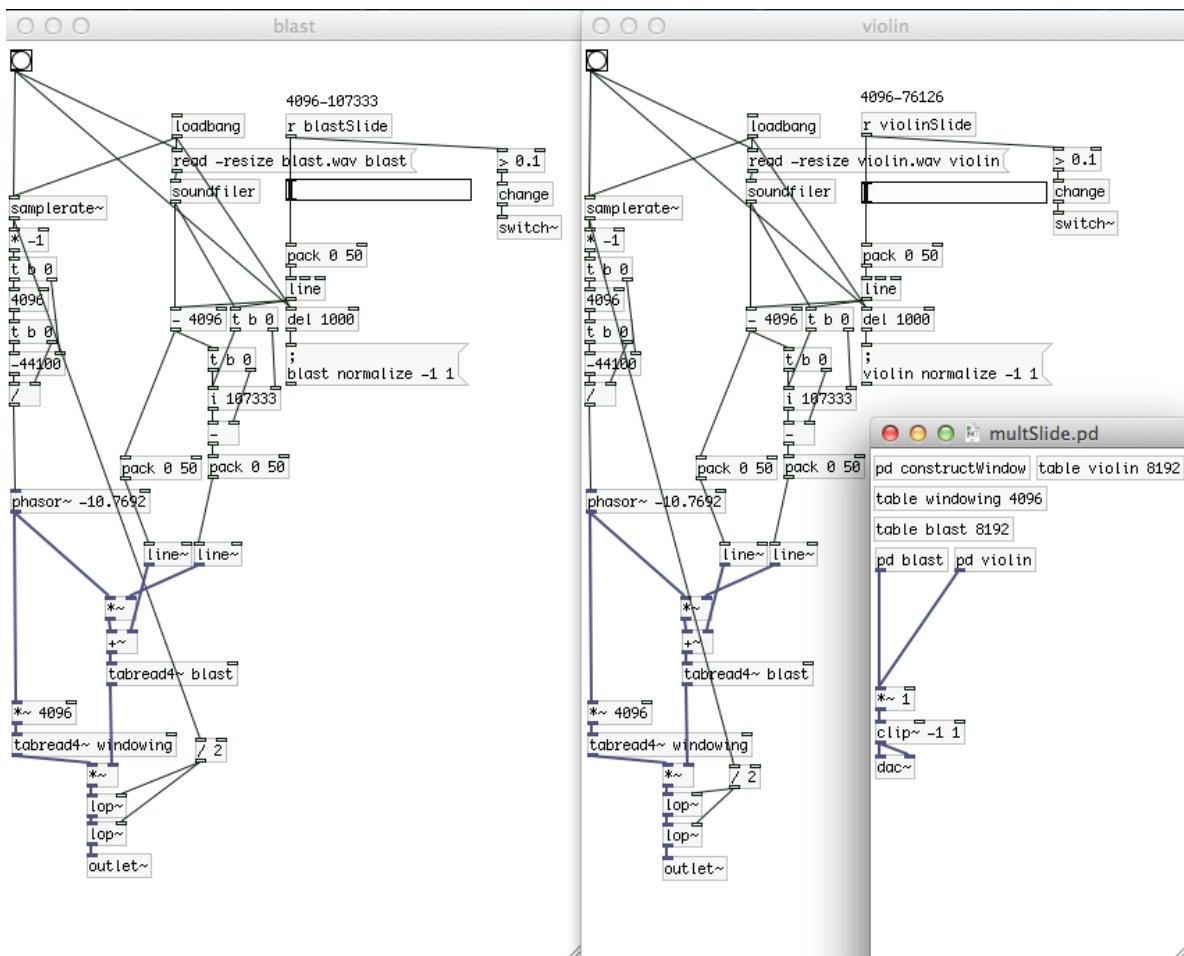 blast
4096-107333
loadbang
r blastSlide
read -resize blast.wav blast
> 0.1
soundfiler
change
samplerate~
switch~
* -1
pack 0 50
t b 0
line
4096
- 4096
t b 0
del 1000
t b 0
t b 0
;
blast normalize -1 1
-44100
i 107333
/
-
pack 0 50
pack 0 50
phasor~ -10.7692
line~
line~
*~
+~
tabread4~ blast
*~ 4096
tabread4~ windowing
/ 2
*~
lop~
lop~
outlet~
violin
4096-76126
loadbang
r violinSlide
read -resize violin.wav violin
> 0.1
soundfiler
change
samplerate~
switch~
* -1
pack 0 50
t b 0
line
4096
- 4096
t b 0
del 1000
t b 0
t b 0
;
violin normalize -1 1
-44100
i 107333
/
-
pack 0 50
pack 0 50
phasor~ -10.7692
line~
line~
*~
+~
tabread4~ blast
*~ 4096
tabread4~ windowing
/ 2
*~
lop~
lop~
outlet~
multSlide.pd
pd constructWindow
table violin 8192
table windowing 4096
table blast 8192
pd blast
pd violin
*~ 1
clip~ -1 1
dac~